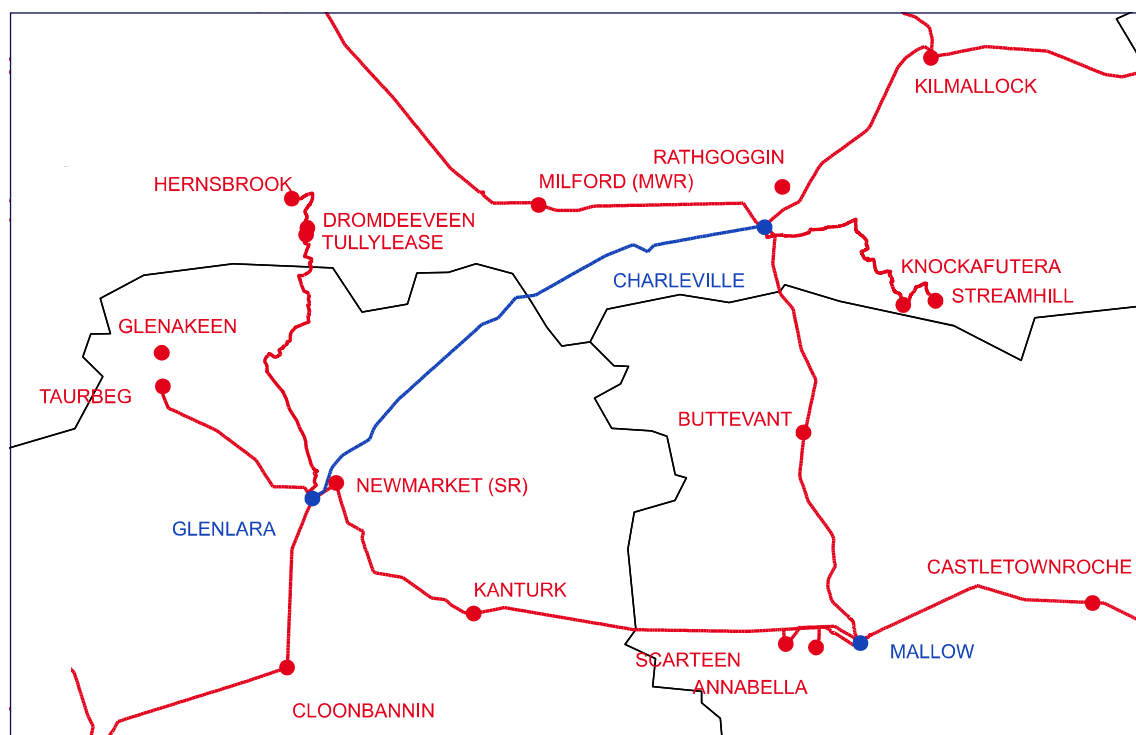 KILMALLOCK
RATHGOGGIN
HERNSBROOK
MILFORD (MWR)
DROMDEEVEEN
TULLYLEASE
KNOCKAFUTERA
CHARLEVILLE
STREAMHILL
GLENAKEEN
TAURBEG
BUTTEVANT
NEWMARKET (SR)
GLENLARA
CASTLETOWNROCHE
KANTURK
SCARTEEN
MALLOW
ANNABELLA
CLOONBANNIN